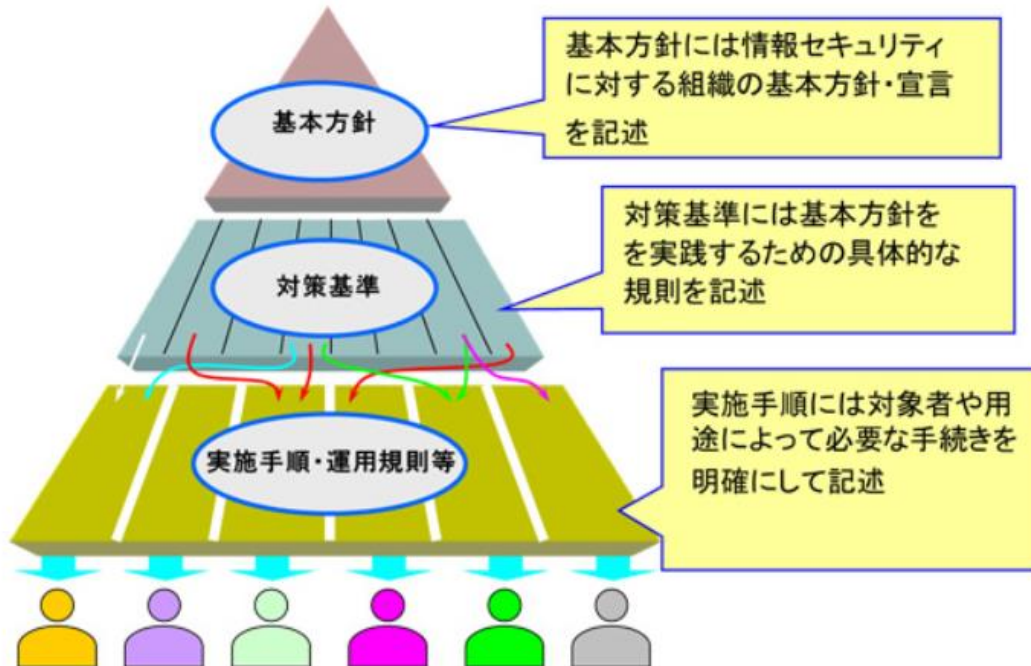 基本方針
基本方針には情報セキュリティ
に対する組織の基本方針・宣言
を記述
対策基準
対策基準には基本方針を
を実践するための具体的な
規則を記述
実施手順・運用規則等
実施手順には対象者や用
途によって必要な手続きを
明確にして記述